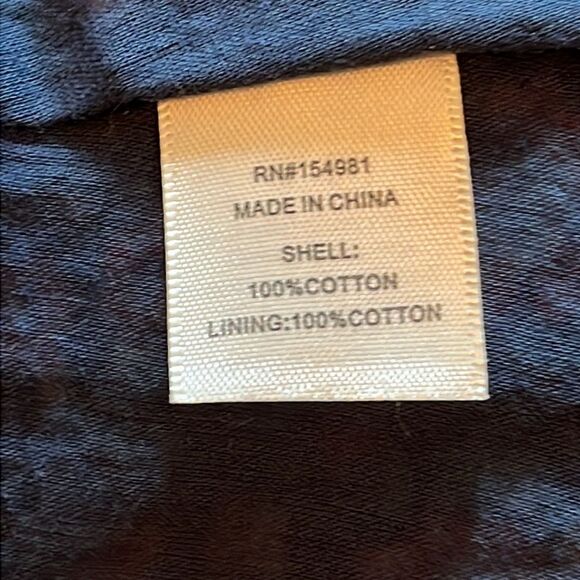 RN#154981
MADE IN CHINA
SHELL:
100%COTTON
LINING:100%COTTON